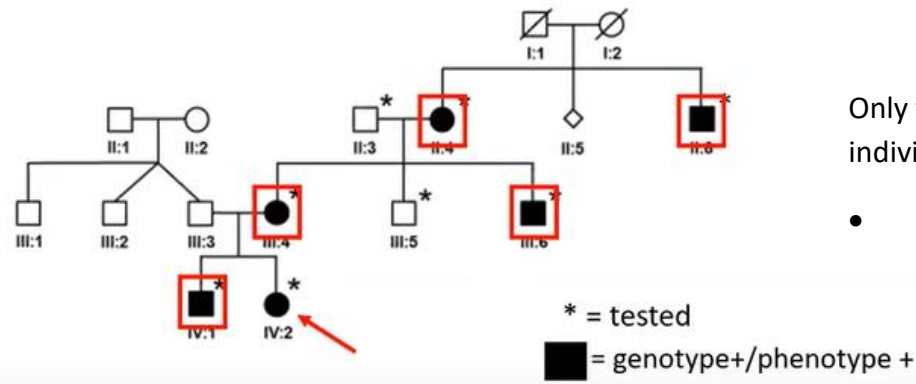 I:1 I:2
* * *
II:1 II:2 II:3 II:4 II:5 II:6
* * *
III:1 III:2 III:3 III:4 III:5 III:6
* *
IV:1 IV:2
Only
indivi
•
* = tested
= genotype+/phenotype +